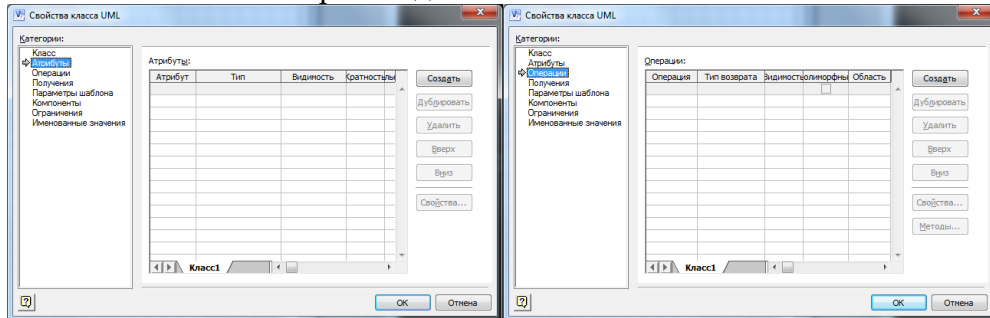 Свойства класса UML
Категории:
Класс
Атрибуты
Операции
Получения
Параметры шаблона
Компоненты
Ограничения
Именованные значения
Атрибуты:
Атрибут Тип Видимость Кратность
Создать
Дублировать
Удалить
Вверх
Вниз
Свойства...
Класс1
OK Отмена
Свойства класса UML
Категории:
Класс
Атрибуты
Операции
Получения
Параметры шаблона
Компоненты
Ограничения
Именованные значения
Операции:
Операция Тип возврата Видимость олиморфны Область
Создать
Дублировать
Удалить
Вверх
Вниз
Свойства...
Методы...
Класс1
OK Отмена